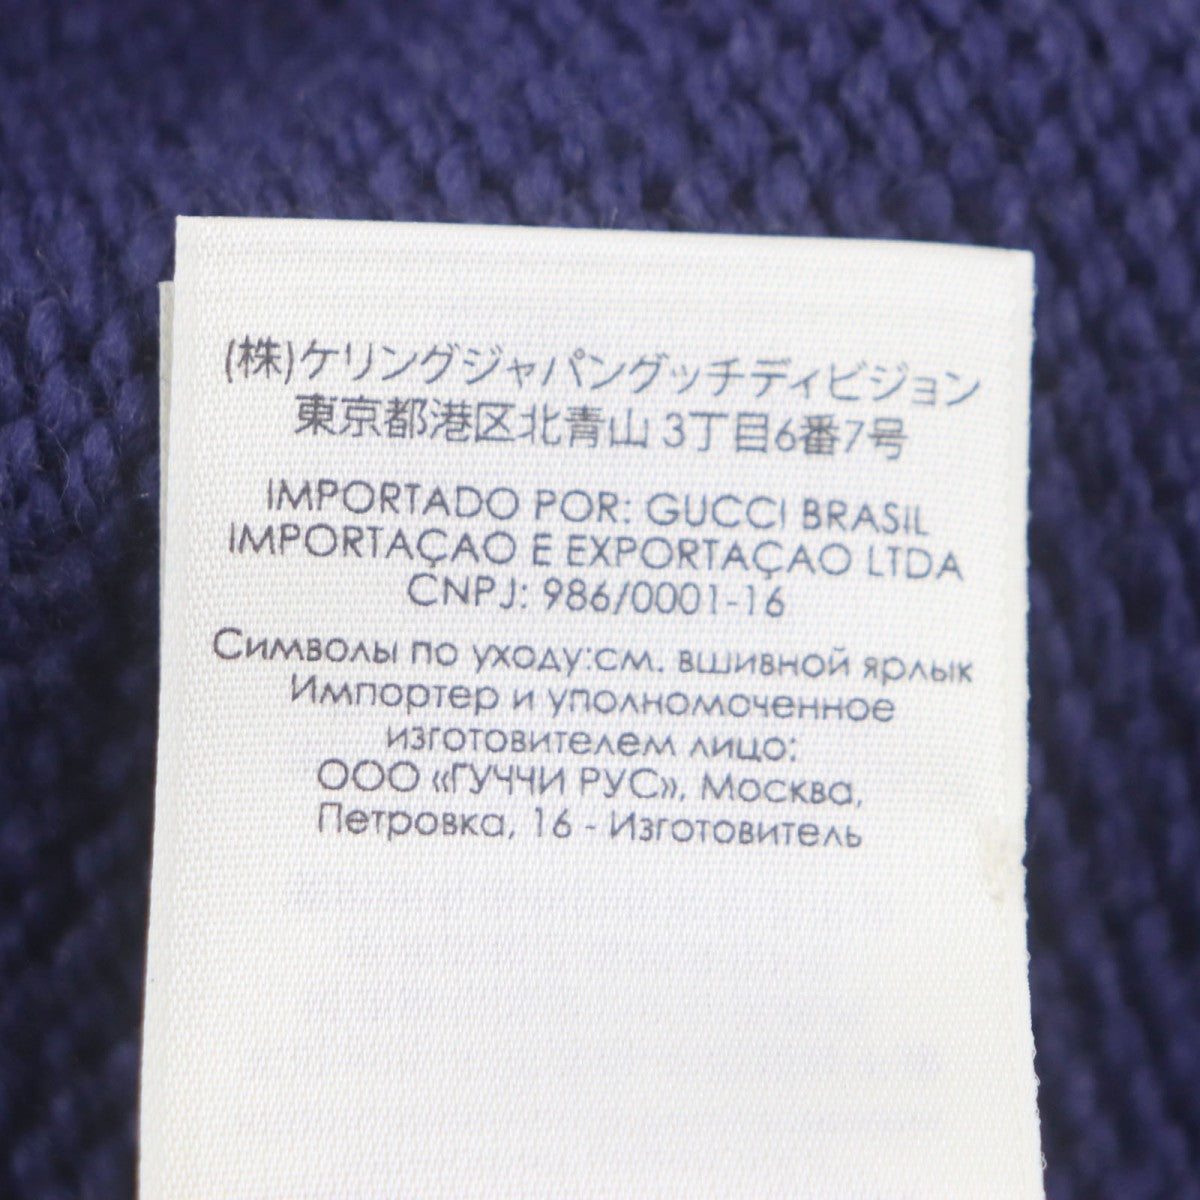 (株)ケリングジャパングッチディビジョン
東京都港区北青山 3丁目6番7号
IMPORTADO POR: GUCCI BRASIL
IMPORTAÇAO E EXPORTAÇAO LTDA
CNPJ: 986/0001-16
Символы по уходу:см. вшивной ярлык
Импортер и уполномоченное
изготовителем лицо:
ООО «ГУЧЧИ РУС», Москва,
Петровка, 16 - Изготовитель